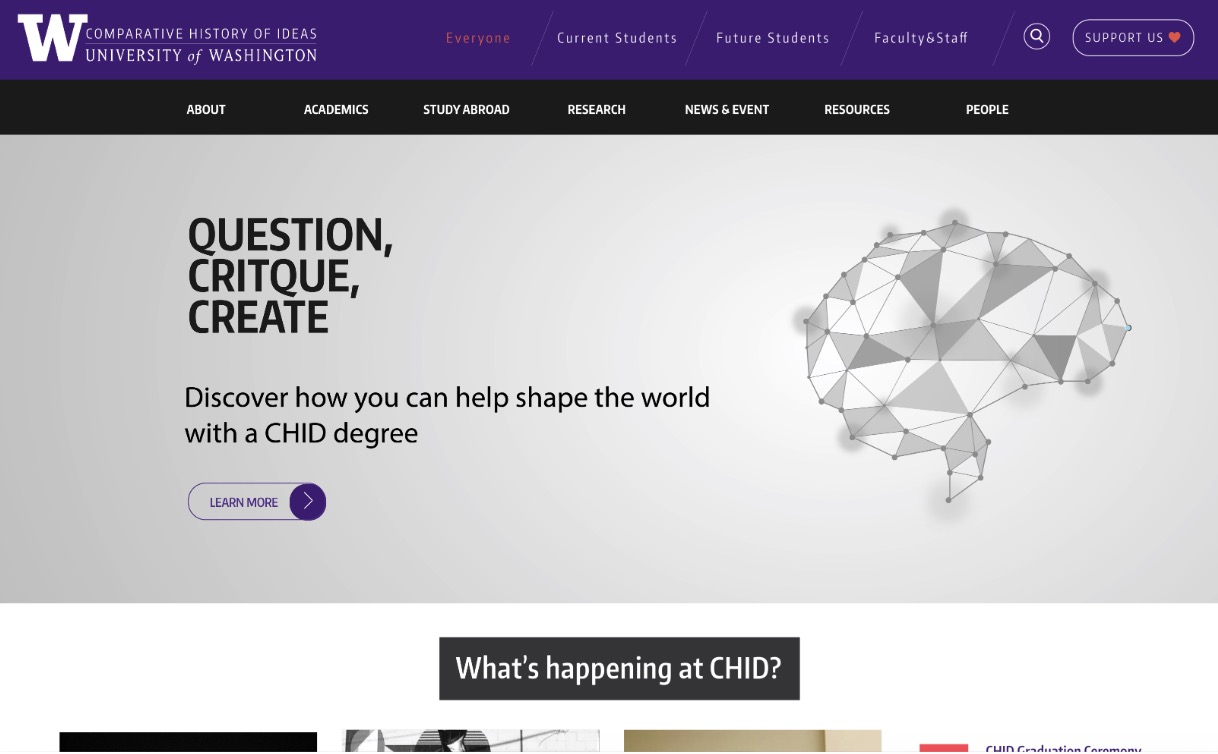 W COMPARATIVE HISTORY OF IDEAS
UNIVERSITY of WASHINGTON
Everyone
Current Students
Future Students
Faculty&Staff
SUPPORT US
ABOUT
ACADEMICS
STUDY ABROAD
RESEARCH
NEWS & EVENT
RESOURCES
PEOPLE
QUESTION,
CRITQUE,
CREATE
Discover how you can help shape the world
with a CHID degree
LEARN MORE
What's happening at CHID?
CHID Graduation Ceremony